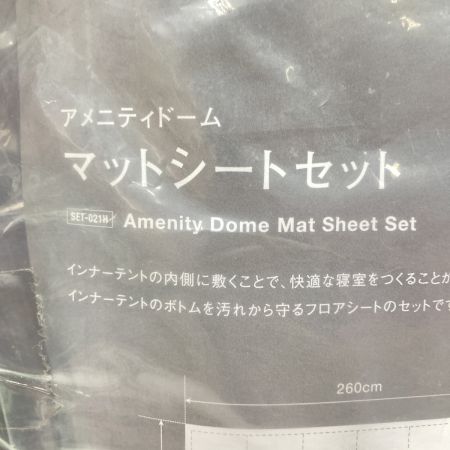 アメニティドーム
マットシートセット
SET-021H Amenity Dome Mat Sheet Set
インナーテントの内側に敷くことで、快適な寝室をつくることが
インナーテントのボトムを汚れから守るフロアシートのセットです
260cm